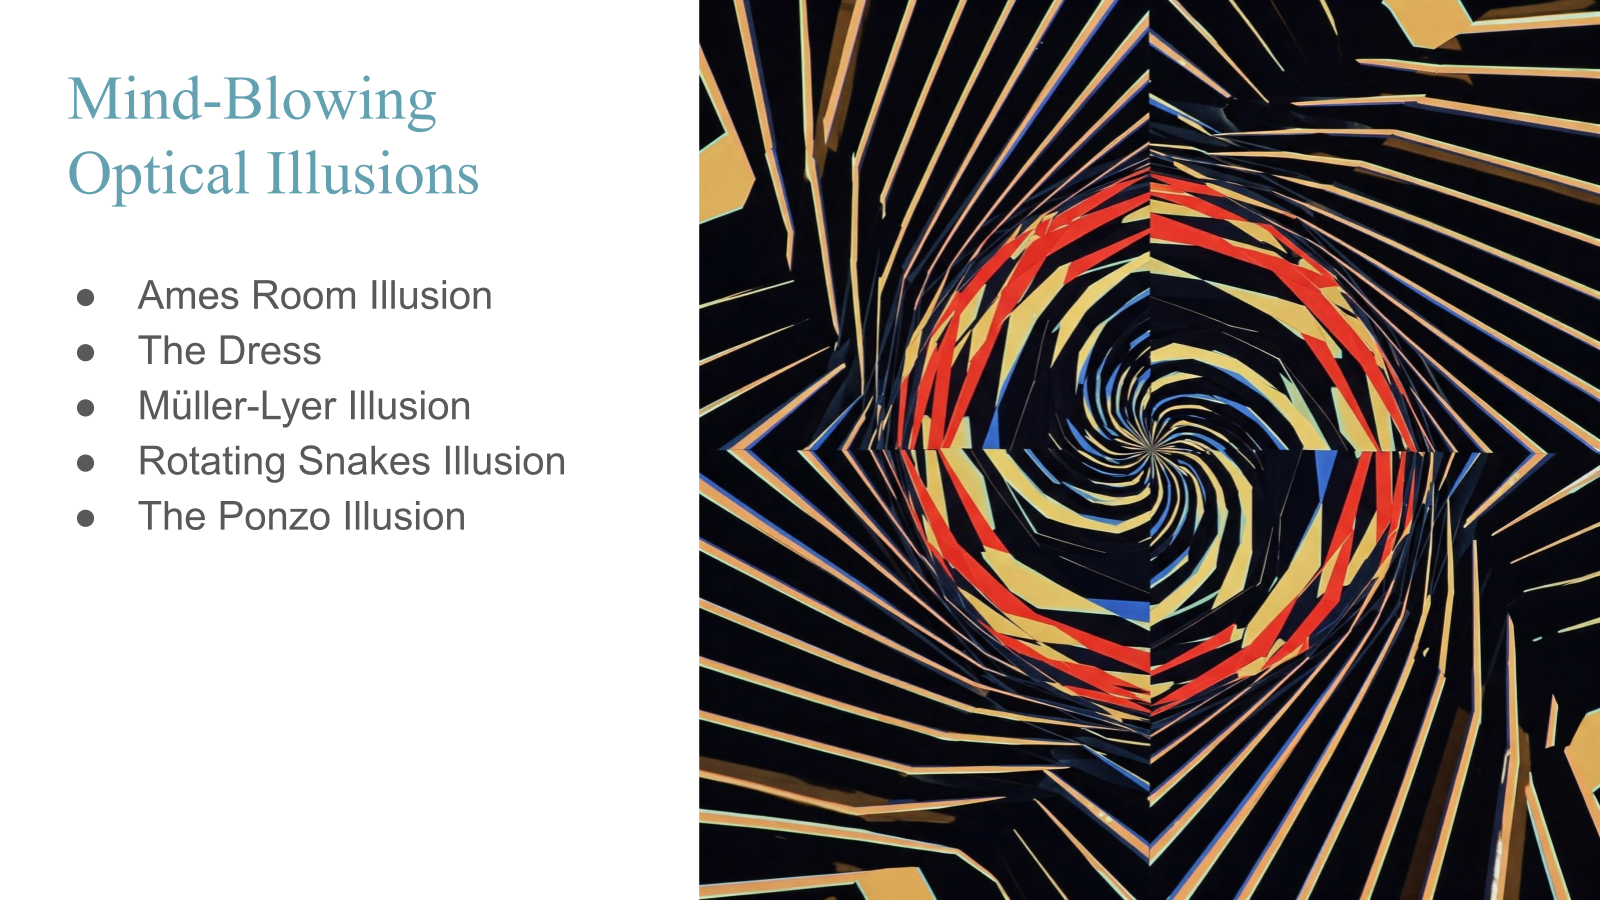 Mind-Blowing
Optical Illusions
● Ames Room Illusion
● The Dress
● Müller-Lyer Illusion
● Rotating Snakes Illusion
● The Ponzo Illusion